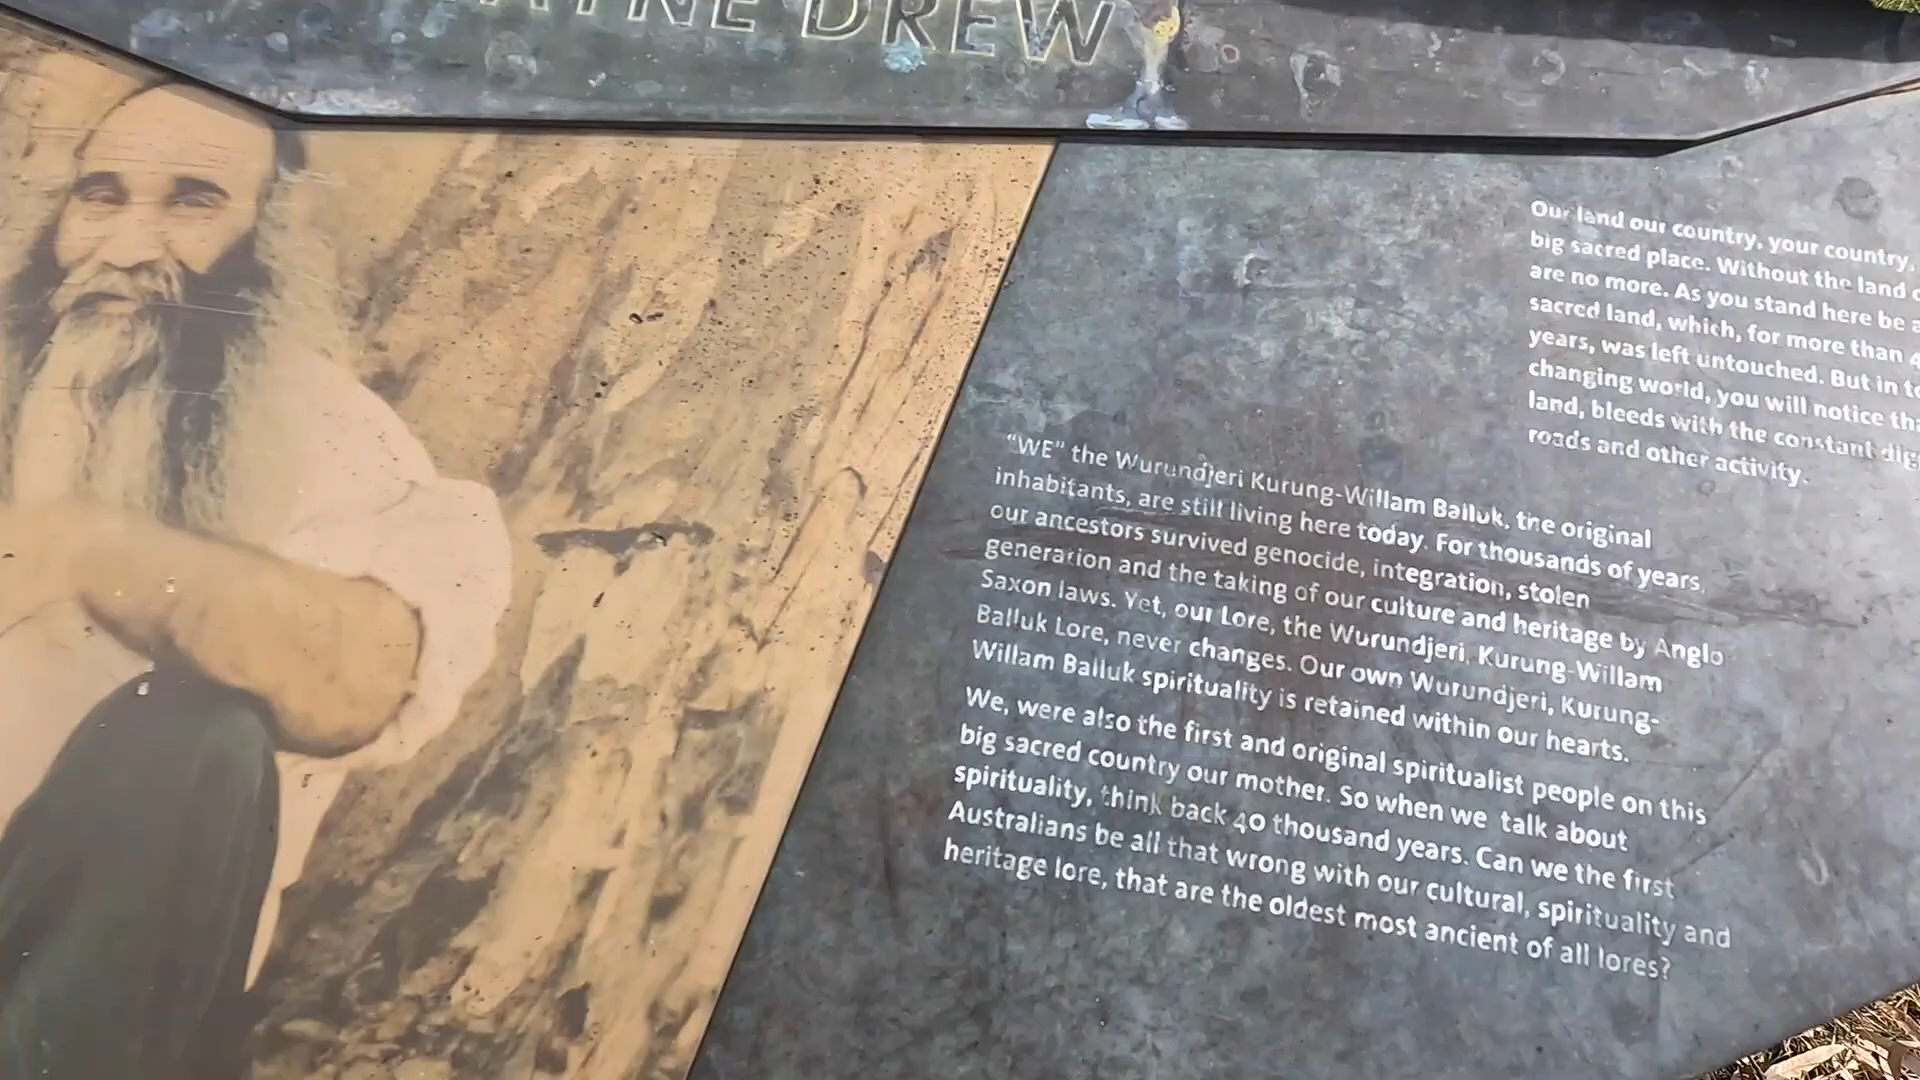 DREW
Our land our country, your country,
big sacred place. Without the land
are no more. As you stand here be
sacred land, which, for more than
years, was left untouched. But in
changing world, you will notice
land, bleeds with the constant
roads and other activity.
“WE” the Wurundjeri Kurung-Willam Balluk, the original
inhabitants, are still living here today. For thousands of years,
our ancestors survived genocide, integration, stolen
generation and the taking of our culture and heritage by Anglo
Saxon laws. Yet, our Lore, the Wurundjeri, Kurung-Willam
Balluk Lore, never changes. Our own Wurundjeri, Kurung-
Willam Balluk spirituality is retained within our hearts.
We, were also the first and original spiritualist people on this
big sacred country our mother. So when we talk about
spirituality, think back 40 thousand years. Can we the first
Australians be all that wrong with our cultural, spirituality and
heritage lore, that are the oldest most ancient of all lores?